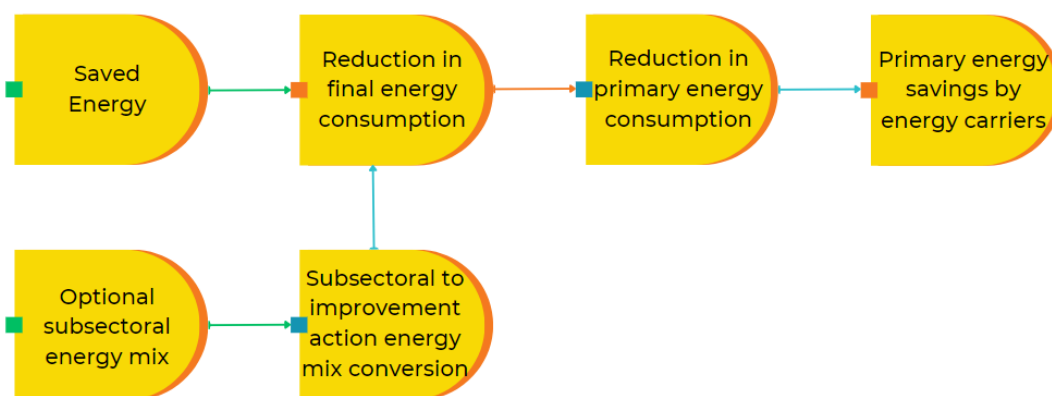 Saved
Energy
Reduction in
final energy
consumption
Reduction in
primary energy
consumption
Primary energy
savings by
energy carriers
Optional
subsectoral
energy mix
Subsectoral to
improvement
action energy
mix conversion